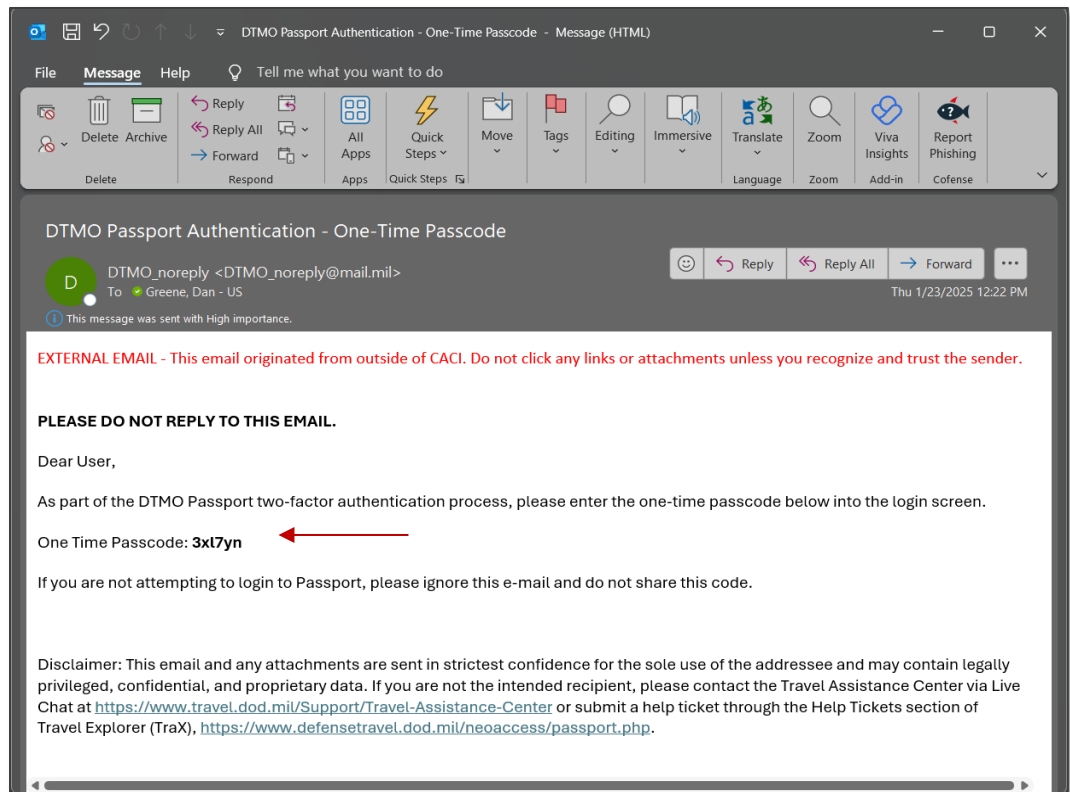 DTMO Passport Authentication - One-Time Passcode - Message (HTML)
File Message Help Tell me what you want to do
Delete Archive
Reply
Reply All
Forward
All Apps
Quick Steps
Move
Tags
Editing
Immersive
Translate
Zoom
Viva Insights
Report Phishing
Delete Respond Apps Quick Steps Language Zoom Add-in Cofense
DTMO Passport Authentication - One-Time Passcode
D
DTMO_noreply <DTMO_noreply@mail.mil>
To Greene, Dan - US
Reply Reply All Forward
Thu 1/23/2025 12:22 PM
This message was sent with High importance.
EXTERNAL EMAIL - This email originated from outside of CACI. Do not click any links or attachments unless you recognize and trust the sender.
PLEASE DO NOT REPLY TO THIS EMAIL.
Dear User,
As part of the DTMO Passport two-factor authentication process, please enter the one-time passcode below into the login screen.
One Time Passcode: 3xl7yn
If you are not attempting to login to Passport, please ignore this e-mail and do not share this code.
Disclaimer: This email and any attachments are sent in strictest confidence for the sole use of the addressee and may contain legally
privileged, confidential, and proprietary data. If you are not the intended recipient, please contact the Travel Assistance Center via Live
Chat at https://www.travel.dod.mil/Support/Travel-Assistance-Center or submit a help ticket through the Help Tickets section of
Travel Explorer (TraX), https://www.defensetravel.dod.mil/neoaccess/passport.php.